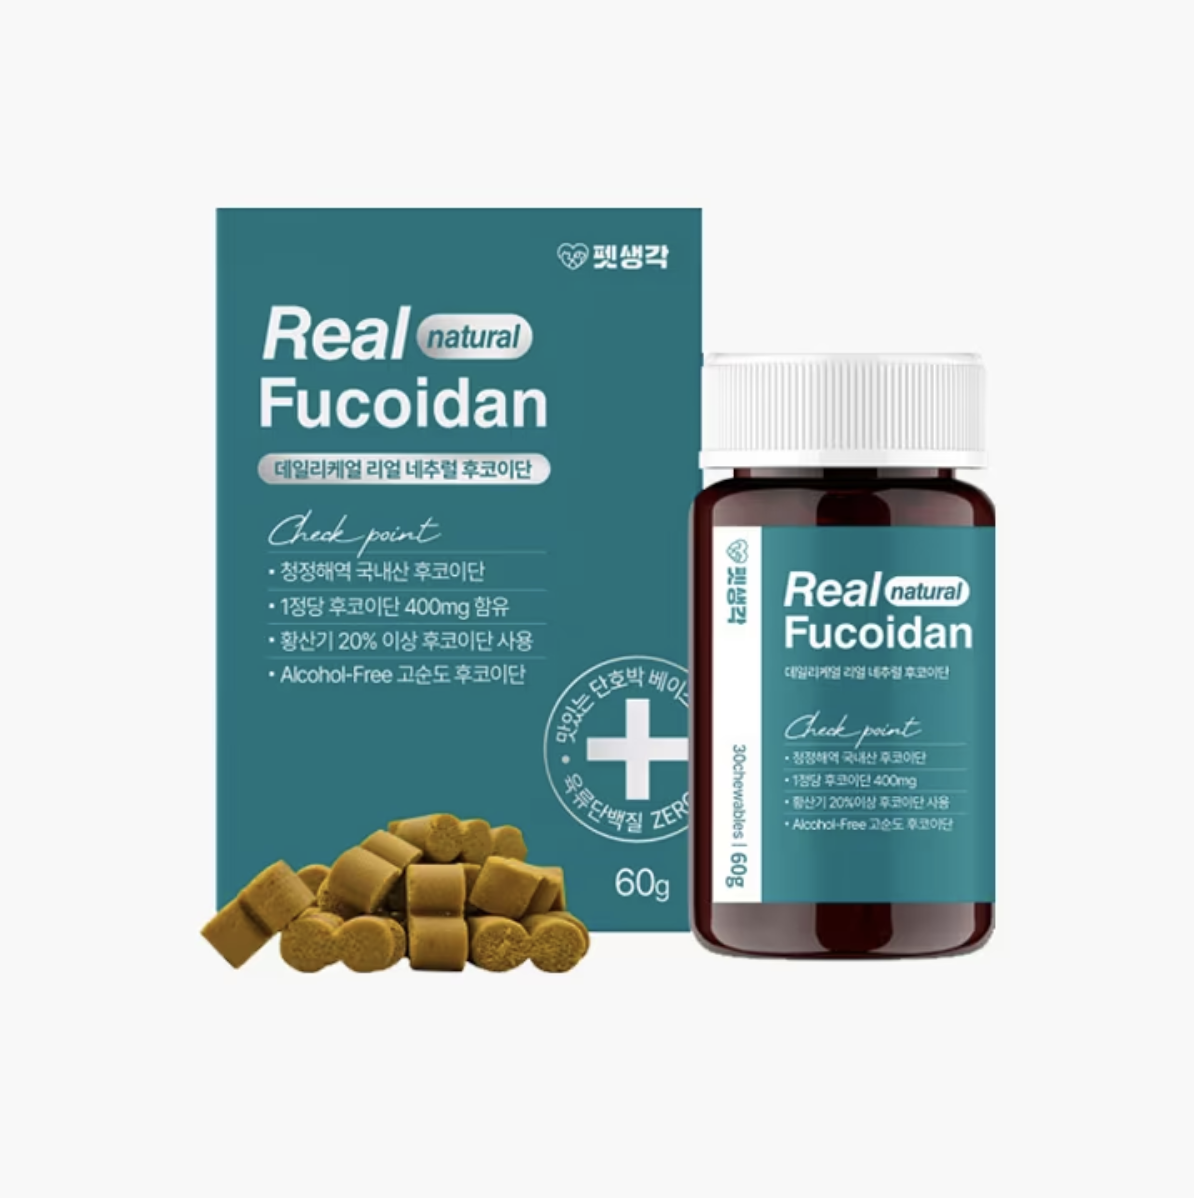 펫생각
Real natural
Fucoidan
데일리케얼 리얼 네추럴 후코이단
Check point
• 청정해역 국내산 후코이단
• 1정당 후코이단 400mg 함유
• 황산기 20% 이상 후코이단 사용
• Alcohol-Free 고순도 후코이단
맛있는 단호박
육류단백질 ZERO
60g
펫생각
30chewables | 60g
Real natural
Fucoidan
데일리케얼 리얼 네추럴 후코이단
Check point
• 청정해역 국내산 후코이단
• 1정당 후코이단 400mg
• 황산기 20%이상 후코이단 사용
• Alcohol-Free 고순도 후코이단